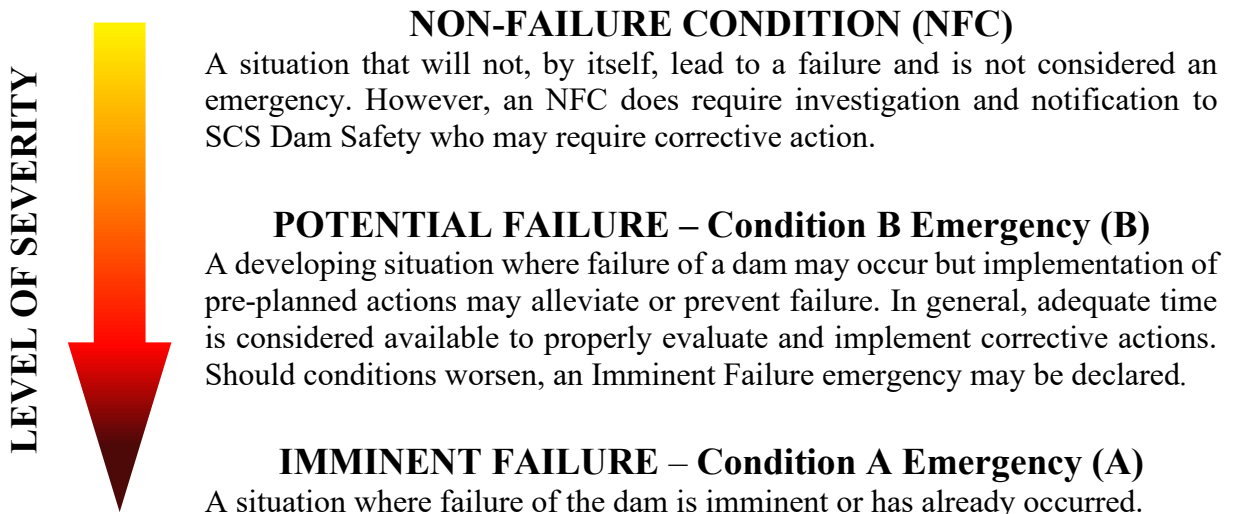 LEVEL OF SEVERITY
NON-FAILURE CONDITION (NFC)
A situation that will not, by itself, lead to a failure and is not considered an
emergency. However, an NFC does require investigation and notification to
SCS Dam Safety who may require corrective action.
POTENTIAL FAILURE – Condition B Emergency (B)
A developing situation where failure of a dam may occur but implementation of
pre-planned actions may alleviate or prevent failure. In general, adequate time
is considered available to properly evaluate and implement corrective actions.
Should conditions worsen, an Imminent Failure emergency may be declared.
IMMINENT FAILURE – Condition A Emergency (A)
A situation where failure of the dam is imminent or has already occurred.